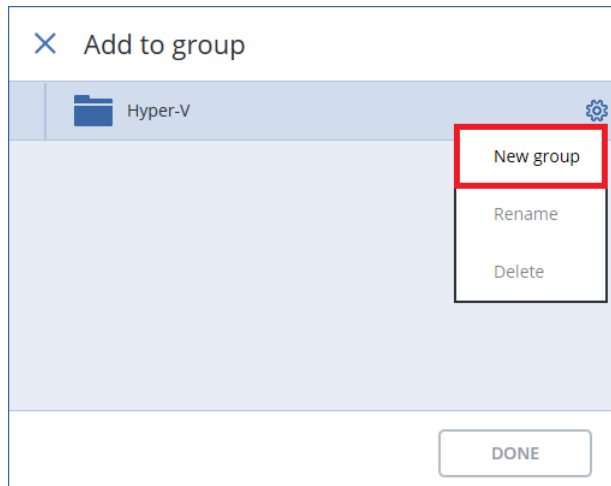 Add to group
Hyper-V
New group
Rename
Delete
DONE